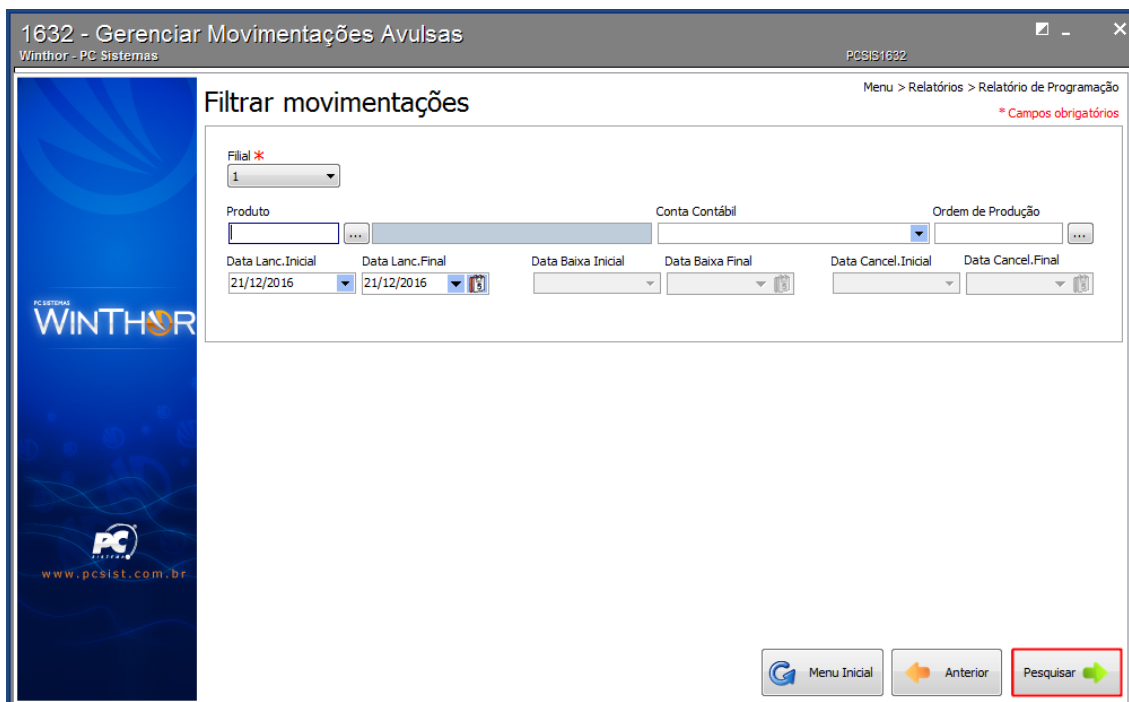 1632 - Gerenciar Movimentações Avulsas
Winthor - PC Sistemas
PCSIS1632
Menu > Relatórios > Relatório de Programação
Filtrar movimentações
* Campos obrigatórios
Filial *
1
Produto Conta Contábil Ordem de Produção
... ...
Data Lanc.Inicial Data Lanc.Final Data Baixa Inicial Data Baixa Final Data Cancel.Inicial Data Cancel.Final
21/12/2016 21/12/2016
PC SISTEMAS
WINTHOR
PC
SISTEMAS
www.pcsist.com.br
Menu Inicial Anterior Pesquisar